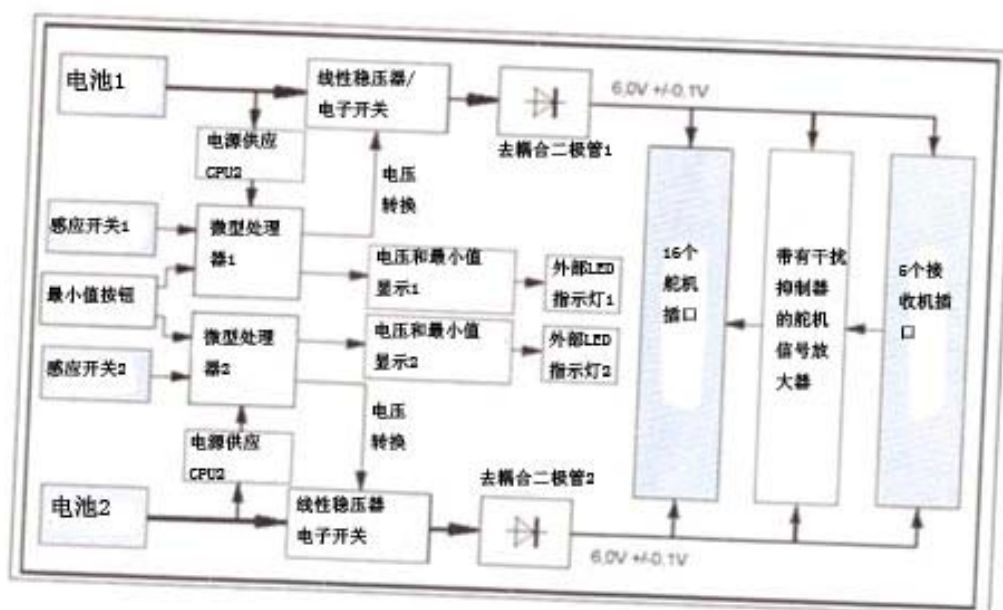 电池1
线性稳压器/
电子开关
6.0V +/-0.1V
去耦合二极管1
电源供应
CPU2
电压
转换
感应开关1
微型处理
器1
电压和最小值
显示1
外部LED
指示灯1
最小值按钮
微型处理
器2
电压和最小值
显示2
外部LED
指示灯2
感应开关2
16个
舵机
插口
带有干扰
抑制器
的舵机
信号放
大器
6个接
收机插
口
电压
转换
电源供应
CPU2
去耦合二极管2
电池2
线性稳压器
电子开关
6.0V +/-0.1V